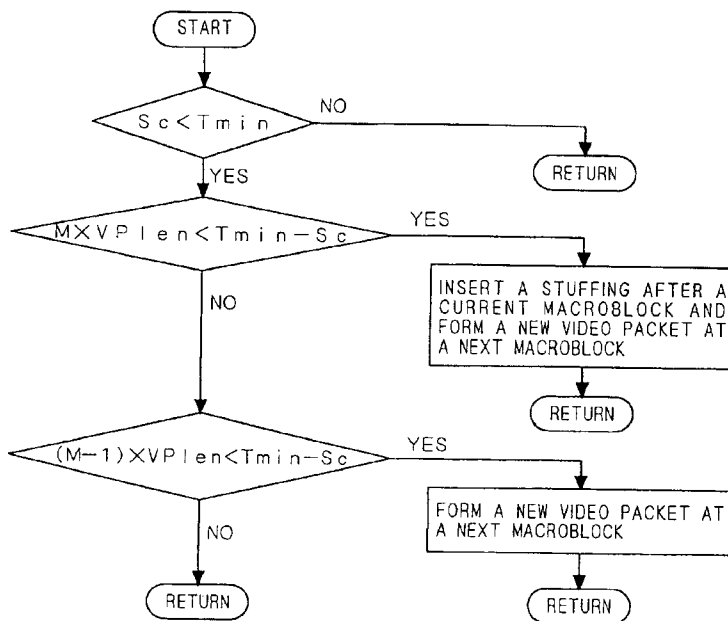 START
Sc<Tmin
NO
RETURN
YES
M×VPlen<Tmin-Sc
YES
INSERT A STUFFING AFTER A
CURRENT MACROBLOCK AND
FORM A NEW VIDEO PACKET AT
A NEXT MACROBLOCK
NO
RETURN
(M-1)×VPlen<Tmin-Sc
YES
FORM A NEW VIDEO PACKET AT
A NEXT MACROBLOCK
NO
RETURN
RETURN